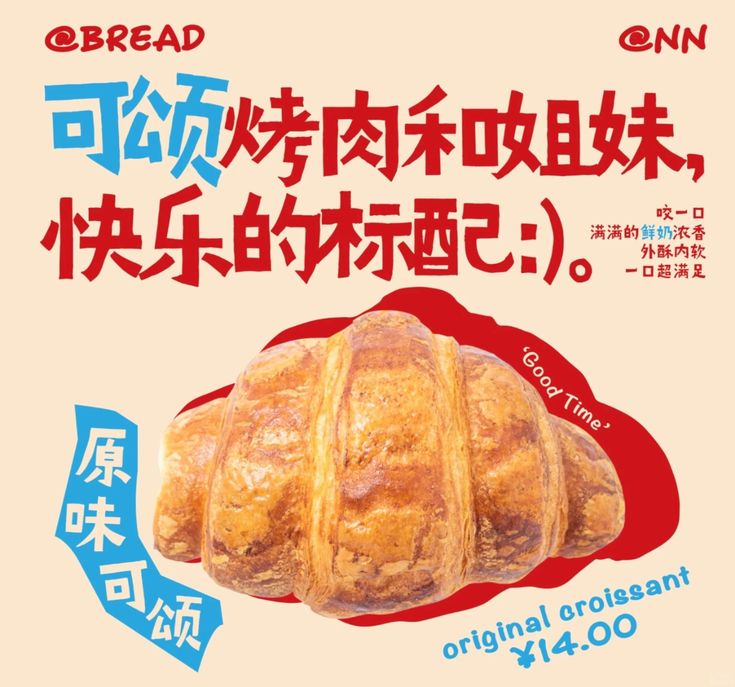 @BREAD
@NN
可颂烤肉和姐妹，
快乐的标配:)。
咬一口
满满的鲜奶浓香
外酥内软
一口超满足
'Good Time'
原味可颂
original croissant
¥14.00